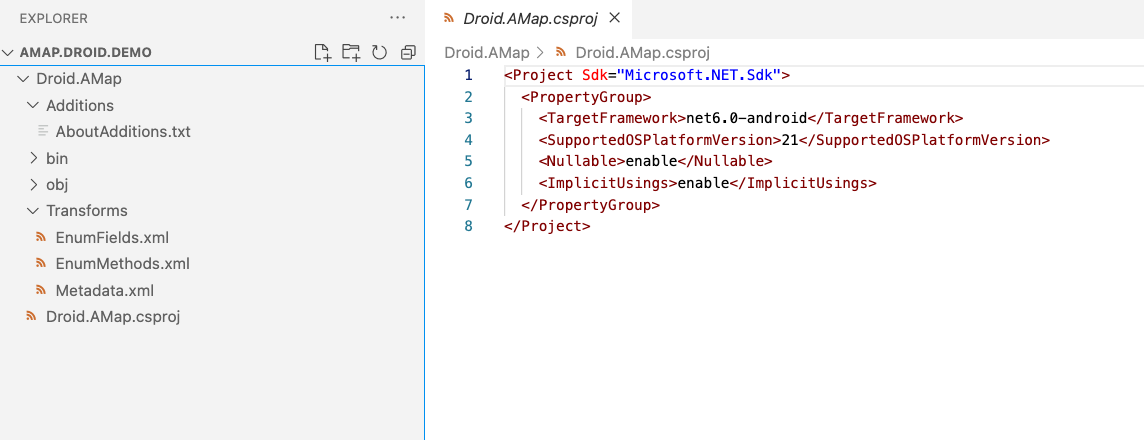 EXPLORER
AMAP.DROID.DEMO
Droid.AMap
Additions
AboutAdditions.txt
bin
obj
Transforms
EnumFields.xml
EnumMethods.xml
Metadata.xml
Droid.AMap.csproj
Droid.AMap.csproj
Droid.AMap > Droid.AMap.csproj
1 <Project Sdk="Microsoft.NET.Sdk">
2 <PropertyGroup>
3 <TargetFramework>net6.0-android</TargetFramework>
4 <SupportedOSPlatformVersion>21</SupportedOSPlatformVersion>
5 <Nullable>enable</Nullable>
6 <ImplicitUsings>enable</ImplicitUsings>
7 </PropertyGroup>
8 </Project>